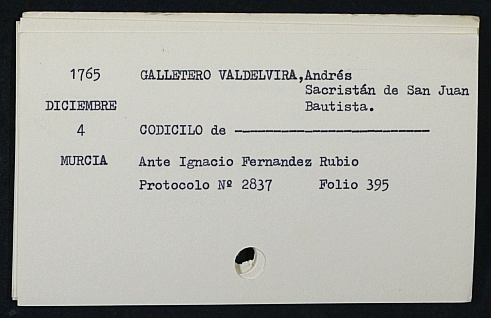 1765 GALLETERO VALDELVIRA,Andrés
Sacristán de San Juan
DICIEMBRE Bautista.
4 CODICILO de -------------------------
MURCIA Ante Ignacio Fernandez Rubio
Protocolo Nº 2837 Folio 395